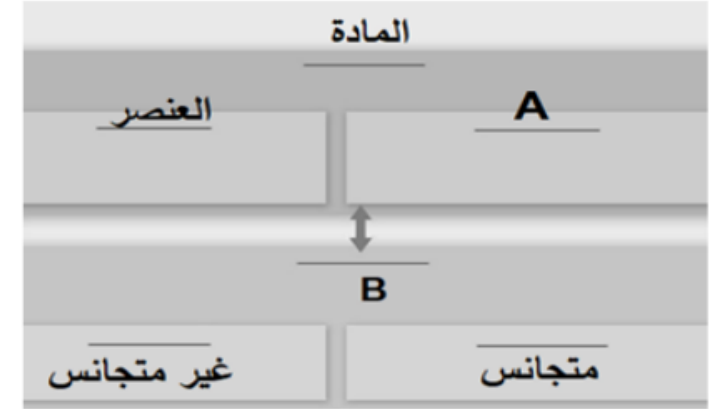 المادة
العنصر
A
B
غير متجانس
متجانس